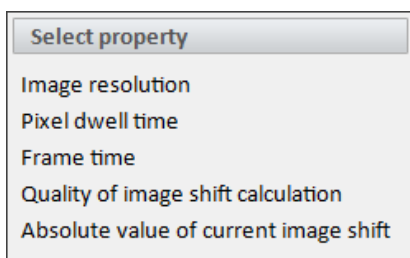 Select property
Image resolution
Pixel dwell time
Frame time
Quality of image shift calculation
Absolute value of current image shift